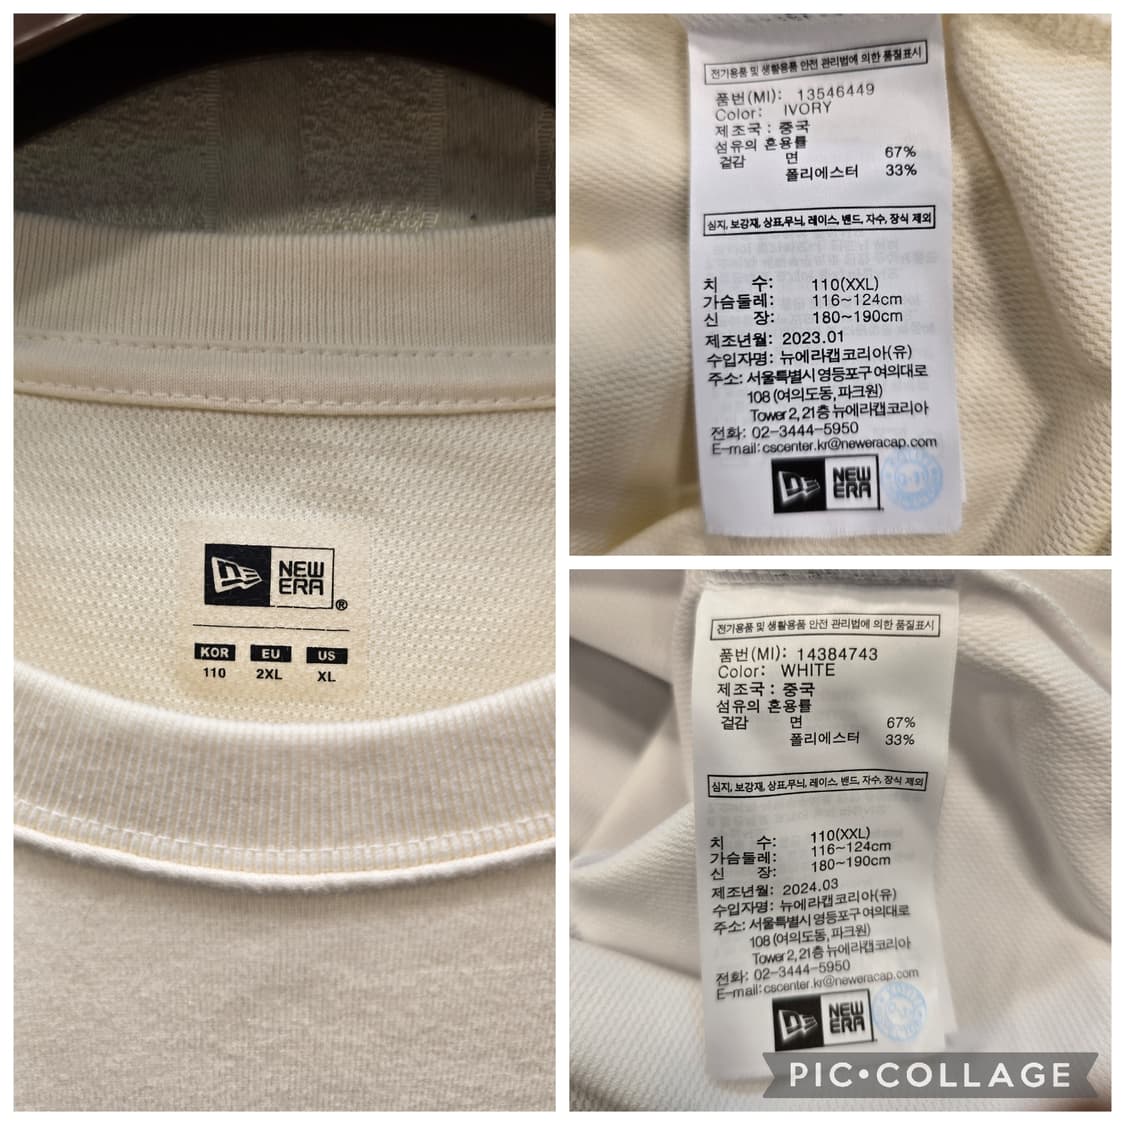 NEW
ERA
®
KOR EU US
110 2XL XL
전기용품 및 생활용품 안전 관리법에 의한 품질표시
품번(MI): 13546449
Color: IVORY
제조국 : 중국
섬유의 혼용률
겉감 면 67%
폴리에스터 33%
심지, 보강재, 상표,무늬, 레이스, 밴드, 자수, 장식 제외
치 수: 110(XXL)
가슴둘레: 116~124cm
신 장: 180~190cm
제조년월: 2023.01
수입자명: 뉴에라캡코리아(유)
주소: 서울특별시 영등포구 여의대로
108 (여의도동, 파크원)
Tower 2, 21층 뉴에라캡코리아
전화: 02-3444-5950
E-mail: cscenter.kr@neweracap.com
NEW
ERA
전기용품 및 생활용품 안전 관리법에 의한 품질표시
품번(MI): 14384743
Color: WHITE
제조국 : 중국
섬유의 혼용률
겉감 면 67%
폴리에스터 33%
심지, 보강재, 상표,무늬, 레이스, 밴드, 자수, 장식 제외
치 수: 110(XXL)
가슴둘레: 116~124cm
신 장: 180~190cm
제조년월: 2024.03
수입자명: 뉴에라캡코리아(유)
주소: 서울특별시 영등포구 여의대로
108 (여의도동, 파크원)
Tower 2, 21층 뉴에라캡코리아
전화: 02-3444-5950
E-mail: cscenter.kr@neweracap.com
NEW
ERA
PIC•COLLAGE